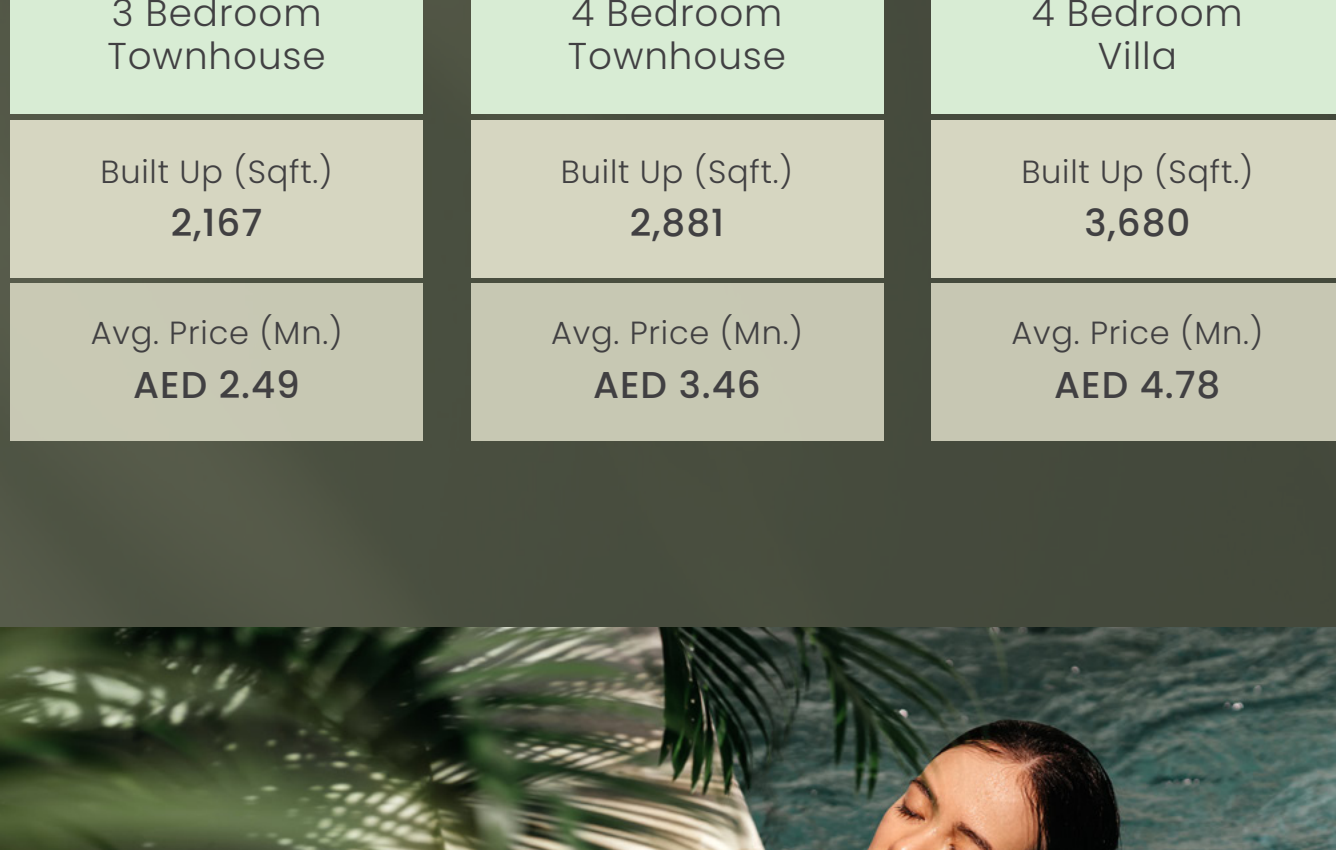 3 Bedroom
Townhouse
Built Up (Sqft.)
2,167
Avg. Price (Mn.)
AED 2.49
4 Bedroom
Townhouse
Built Up (Sqft.)
2,881
Avg. Price (Mn.)
AED 3.46
4 Bedroom
Villa
Built Up (Sqft.)
3,680
Avg. Price (Mn.)
AED 4.78